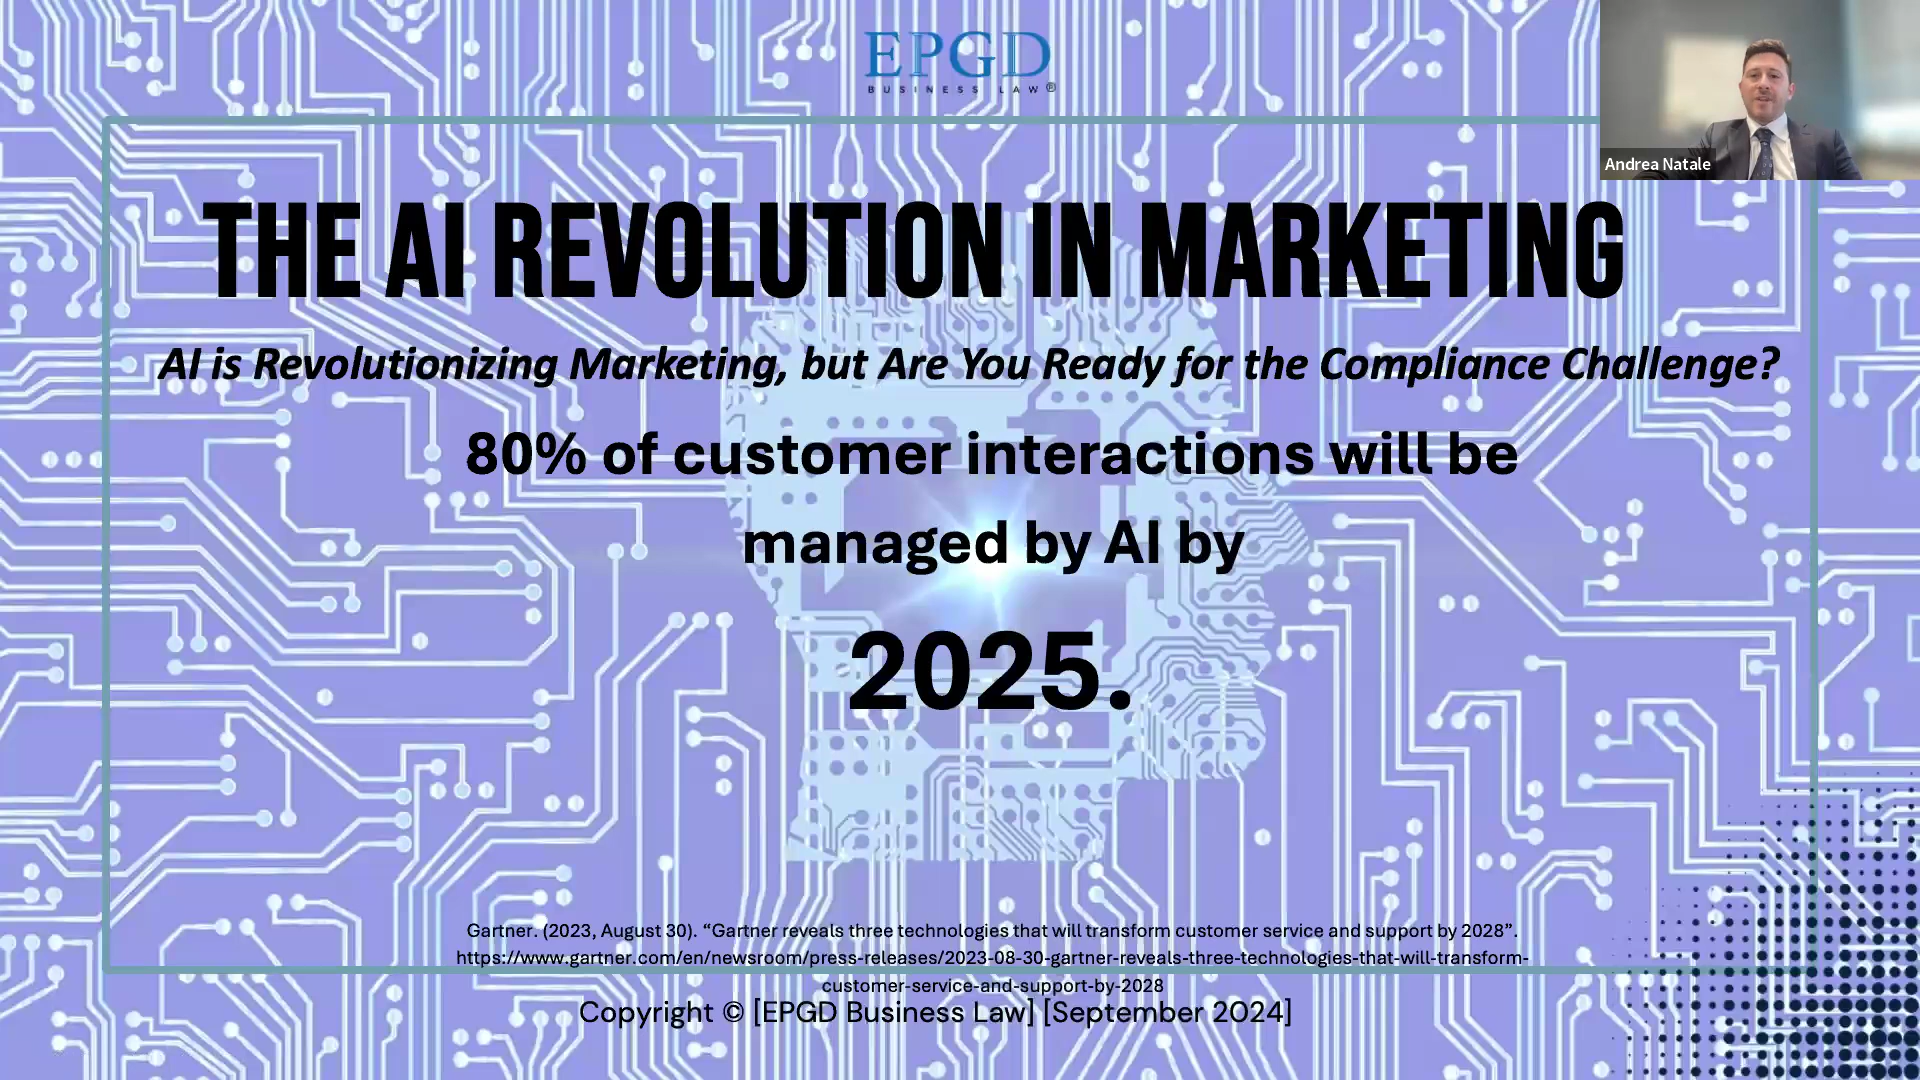 EPGD
BUSINESS LAW®
Andrea Natale
THE AI REVOLUTION IN MARKETING
AI is Revolutionizing Marketing, but Are You Ready for the Compliance Challenge?
80% of customer interactions will be
managed by AI by
2025.
Gartner. (2023, August 30). “Gartner reveals three technologies that will transform customer service and support by 2028”.
https://www.gartner.com/en/newsroom/press-releases/2023-08-30-gartner-reveals-three-technologies-that-will-transform-
customer-service-and-support-by-2028
Copyright © [EPGD Business Law] [September 2024]